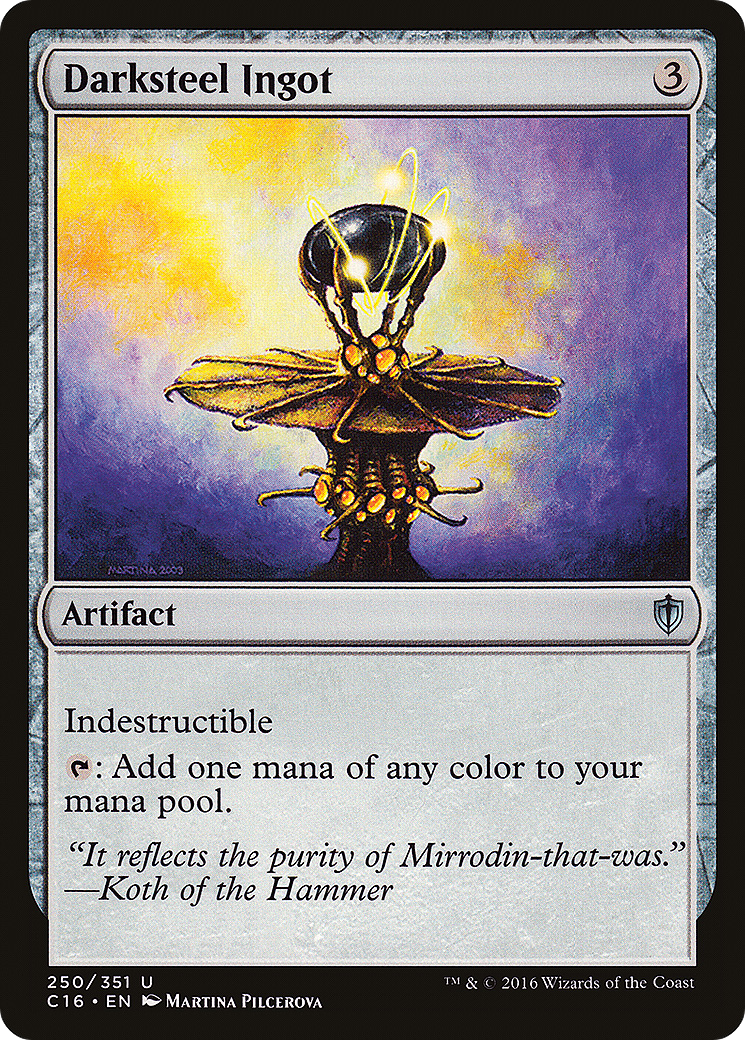 Darksteel Ingot 3
MARTINA 2003
Artifact
Indestructible
: Add one mana of any color to your
mana pool.
“It reflects the purity of Mirrodin-that-was.”
—Koth of the Hammer
250/351 U
™ & © 2016 Wizards of the Coast
C16 • EN MARTINA PILCEROVA